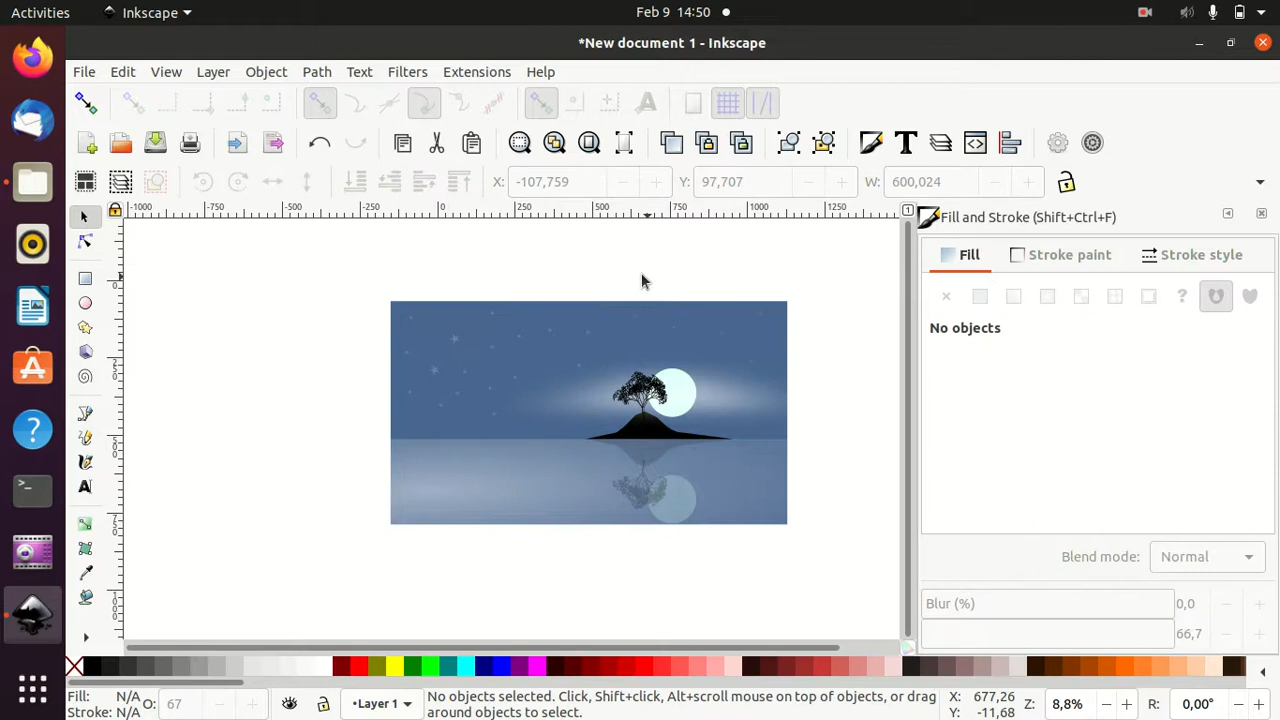 Activities Inkscape Feb 9 14:50
*New document 1 - Inkscape
File Edit View Layer Object Path Text Filters Extensions Help
X: -107,759 Y: 97,707 W: 600,024
-1000 -750 -500 -250 0 250 500 750 1000 1250 1
Fill and Stroke (Shift+Ctrl+F)
Fill Stroke paint Stroke style
No objects
Blend mode: Normal
Blur (%) 0,0
66,7
Fill: N/A O: 67 •Layer 1 No objects selected. Click, Shift+click, Alt+scroll mouse on top of objects, or drag X: 677,26 Z: 8,8% R: 0,00°
Stroke: N/A around objects to select. Y: -11,68